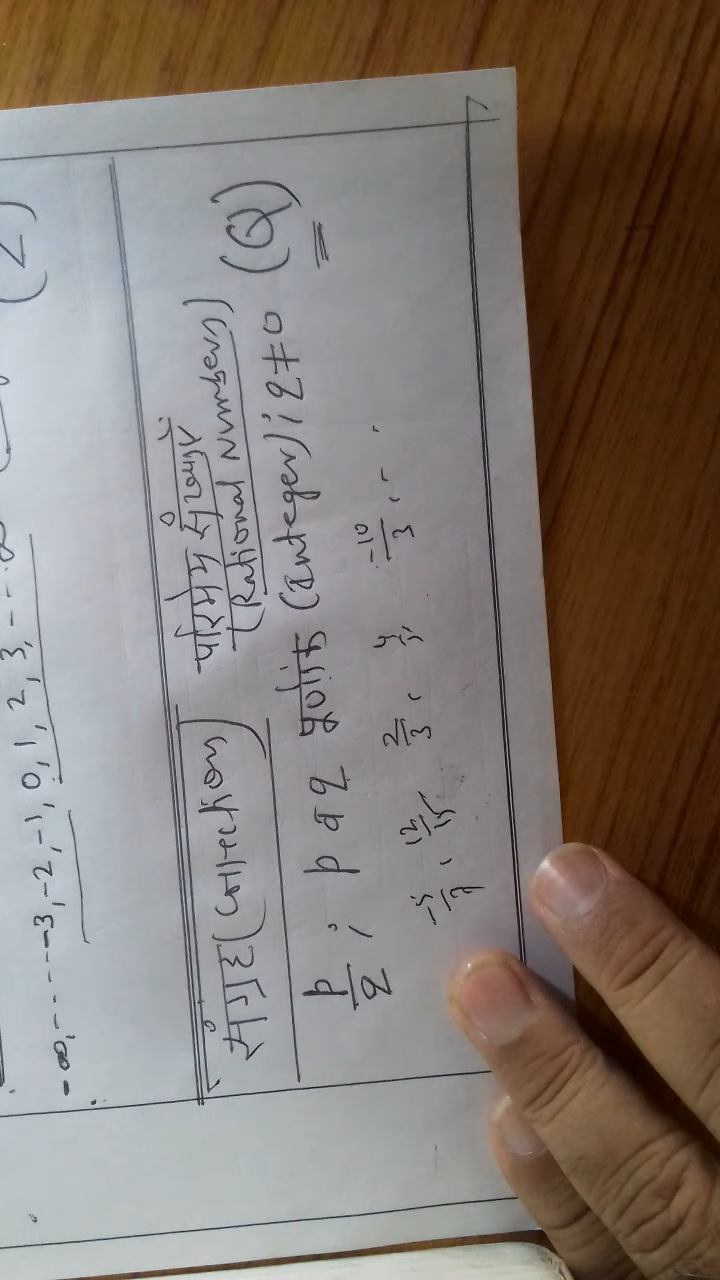 -∞, ----3, -2, -1, 0, 1, 2, 3, ---∞ (Z)
संग्रह (Collection) परिमेय संख्यायें (Q)
(Rational Numbers)
p/q ; p व q पूर्णांक (Integer) ; q≠0
-5/7, 12/15, 2/3, 4/5, -10/3, - -